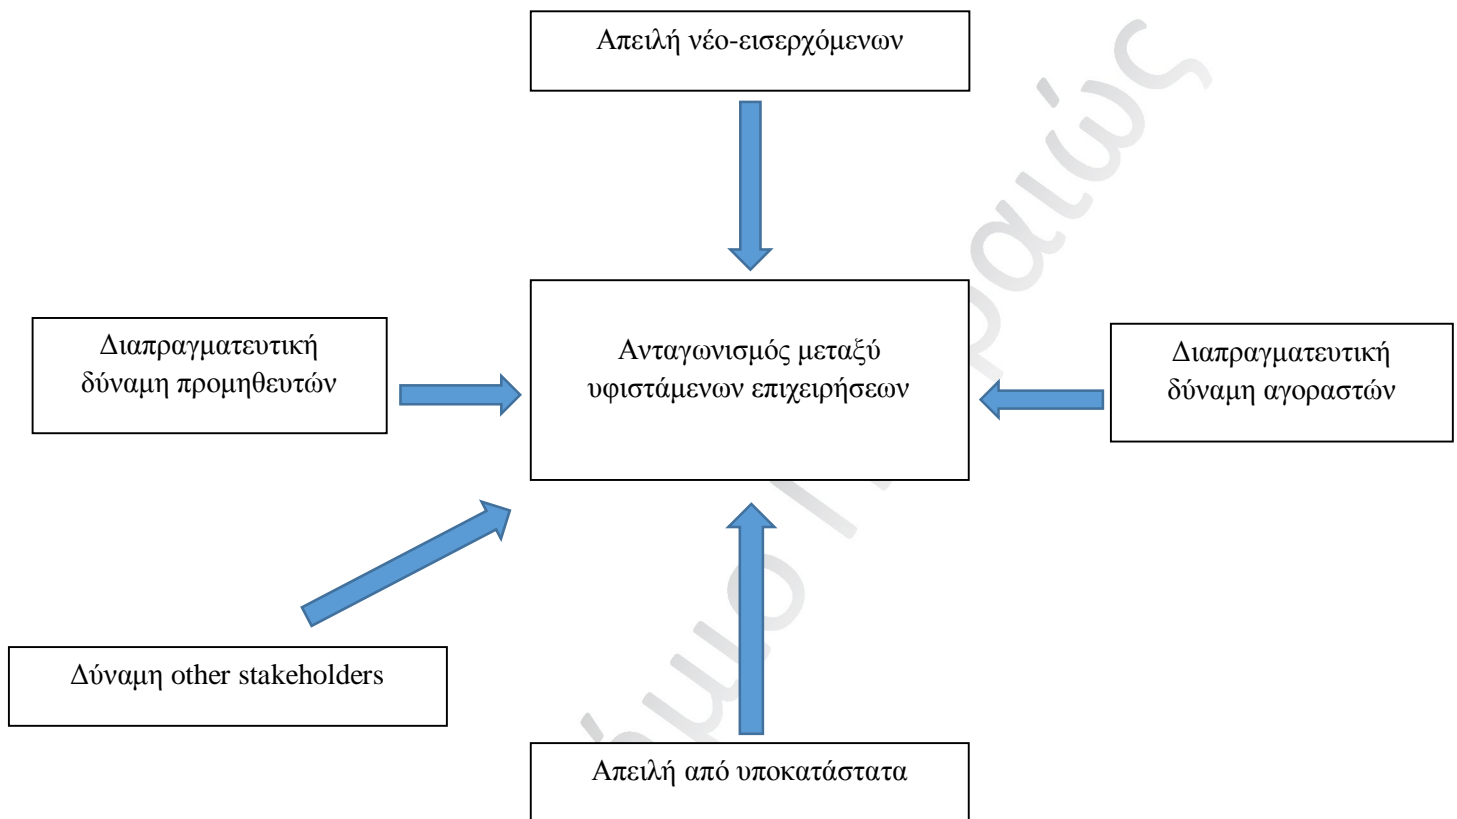 Απειλή νέο-εισερχόμενων
Διαπραγματευτική
δύναμη προμηθευτών
Ανταγωνισμός μεταξύ
υφιστάμενων επιχειρήσεων
Διαπραγματευτική
δύναμη αγοραστών
Δύναμη other stakeholders
Απειλή από υποκατάστατα